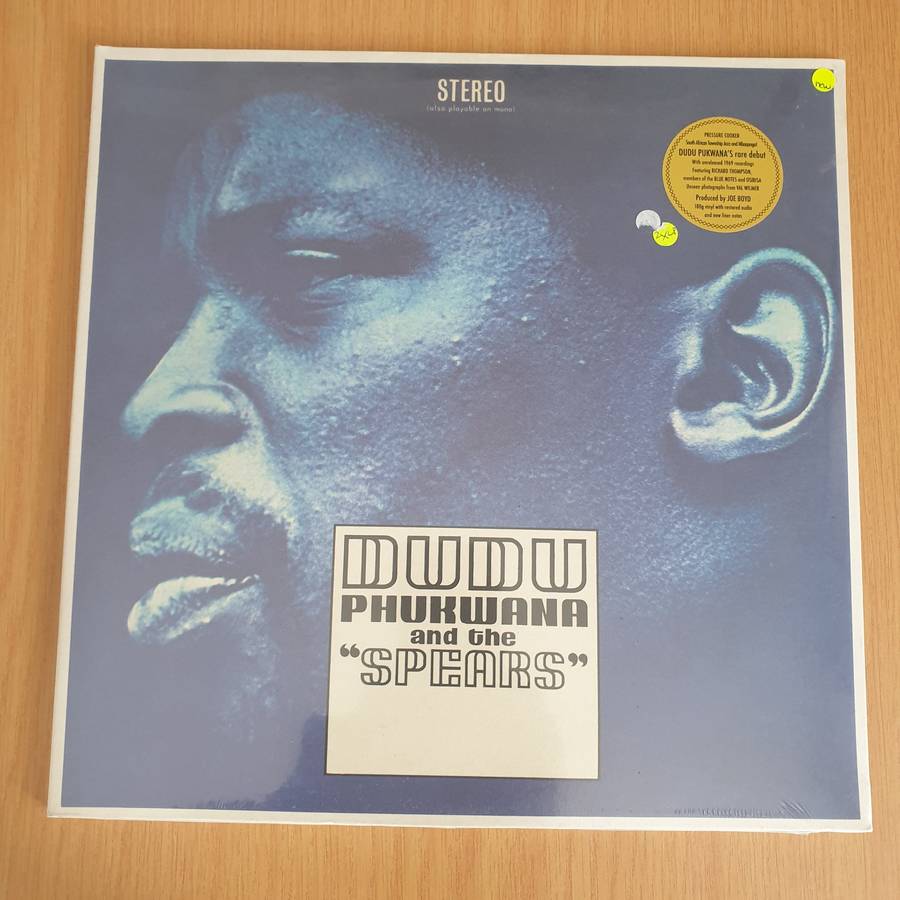 STEREO
(also playable on mono)
new
PRESSURE COOKER
South African Township Jazz and Mbaqanga!
DUDU PUKWANA'S rare debut
With unreleased 1969 recordings
Featuring RICHARD THOMPSON,
members of the BLUE NOTES and OSIBISA
Unseen photographs from VAL WILMER
Produced by JOE BOYD
180g vinyl with restored audio
and new liner notes
2xLP
DUDU
PHUKWANA
and the
“SPEARS”